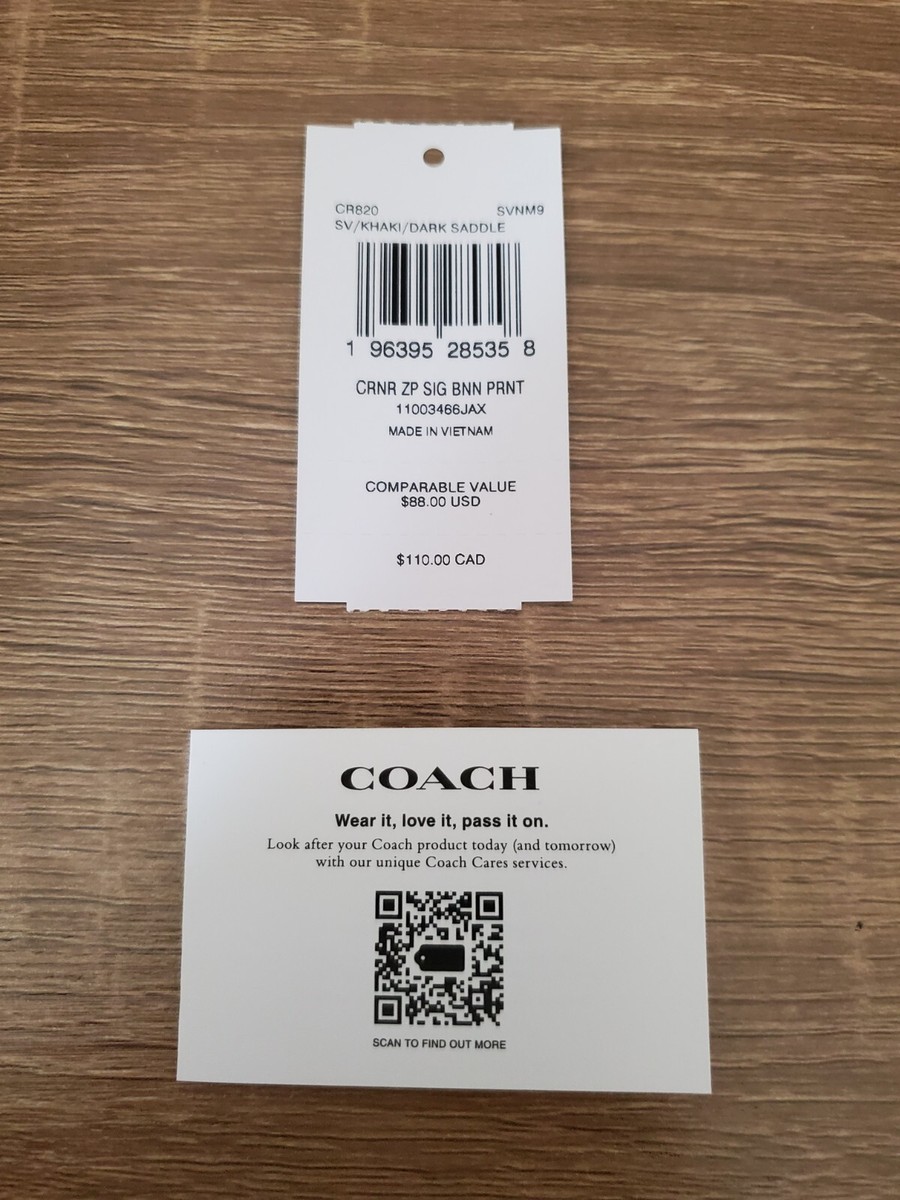 CR820 SVNM9
SV/KHAKI/DARK SADDLE
1 96395 28535 8
CRNR ZP SIG BNN PRNT
11003466JAX
MADE IN VIETNAM
COMPARABLE VALUE
$88.00 USD
$110.00 CAD
COACH
Wear it, love it, pass it on.
Look after your Coach product today (and tomorrow)
with our unique Coach Cares services.
SCAN TO FIND OUT MORE